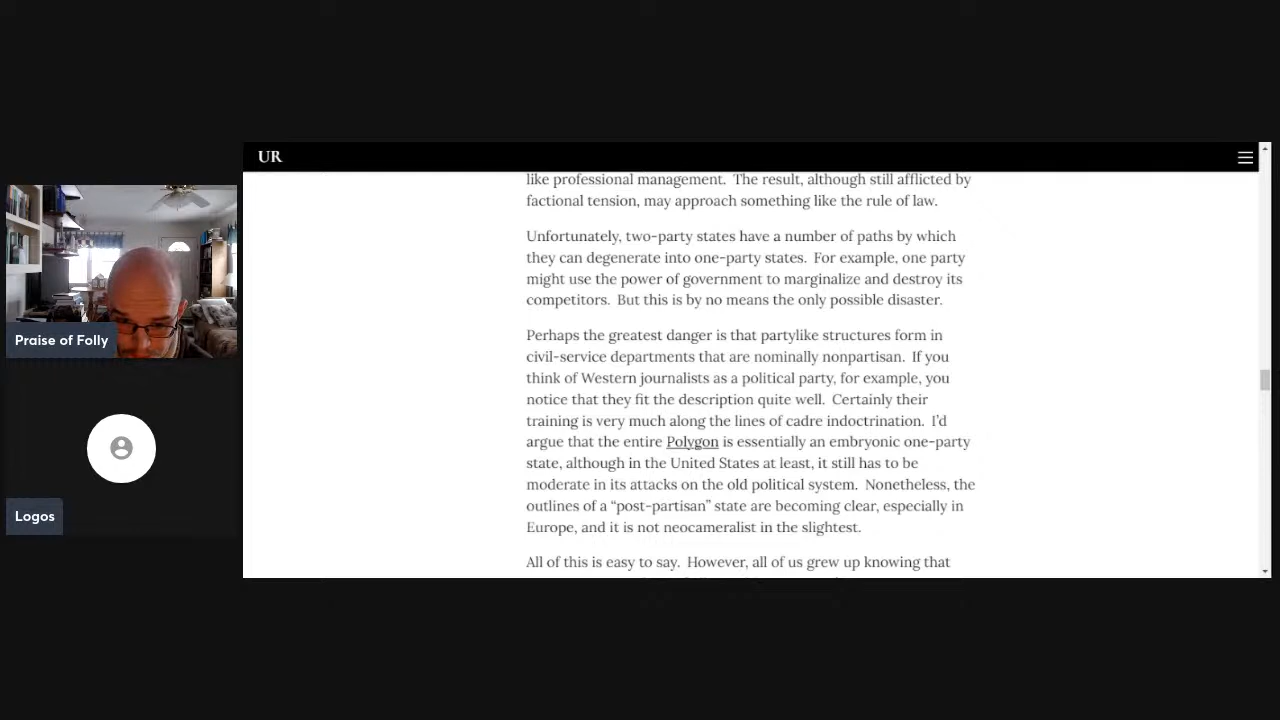 UR
like professional management. The result, although still afflicted by
factional tension, may approach something like the rule of law.
Unfortunately, two-party states have a number of paths by which
they can degenerate into one-party states. For example, one party
might use the power of government to marginalize and destroy its
competitors. But this is by no means the only possible disaster.
Perhaps the greatest danger is that partylike structures form in
civil-service departments that are nominally nonpartisan. If you
think of Western journalists as a political party, for example, you
notice that they fit the description quite well. Certainly their
training is very much along the lines of cadre indoctrination. I’d
argue that the entire Polygon is essentially an embryonic one-party
state, although in the United States at least, it still has to be
moderate in its attacks on the old political system. Nonetheless, the
outlines of a “post-partisan” state are becoming clear, especially in
Europe, and it is not neocameralist in the slightest.
All of this is easy to say. However, all of us grew up knowing that
Praise of Folly
Logos